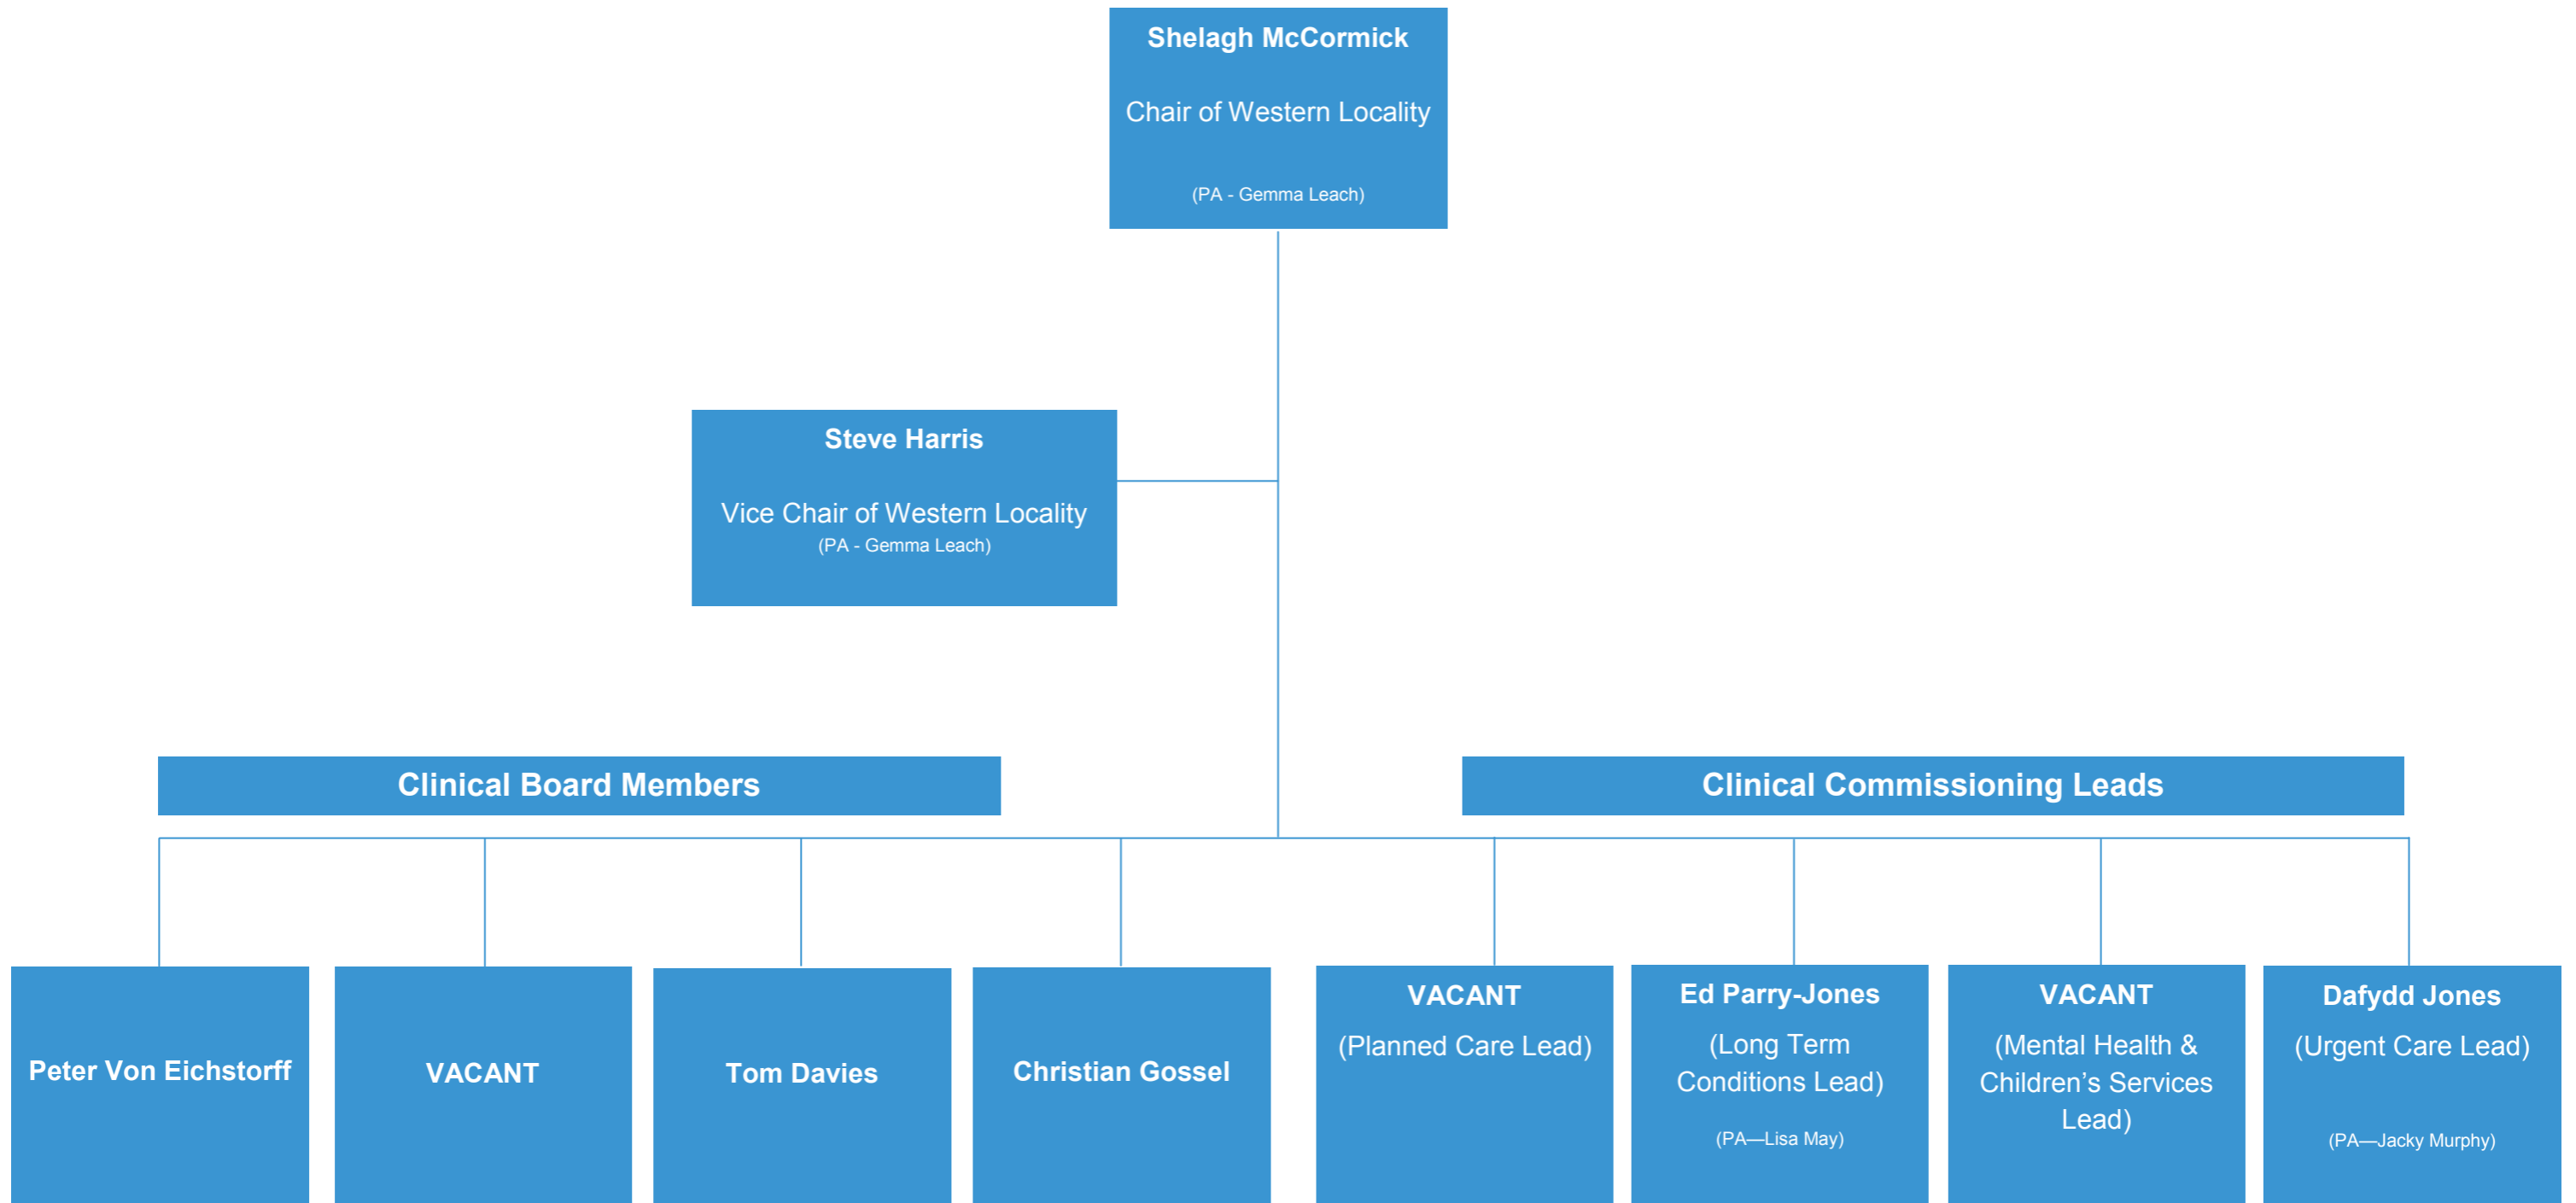 Shelagh McCormick
Chair of Western Locality
(PA - Gemma Leach)
Steve Harris
Vice Chair of Western Locality
(PA - Gemma Leach)
Clinical Board Members
Clinical Commissioning Leads
Peter Von Eichstorff
VACANT
Tom Davies
Christian Gossel
VACANT
(Planned Care Lead)
Ed Parry-Jones
(Long Term
Conditions Lead)
(PA—Lisa May)
VACANT
(Mental Health &
Children’s Services
Lead)
Dafydd Jones
(Urgent Care Lead)
(PA—Jacky Murphy)